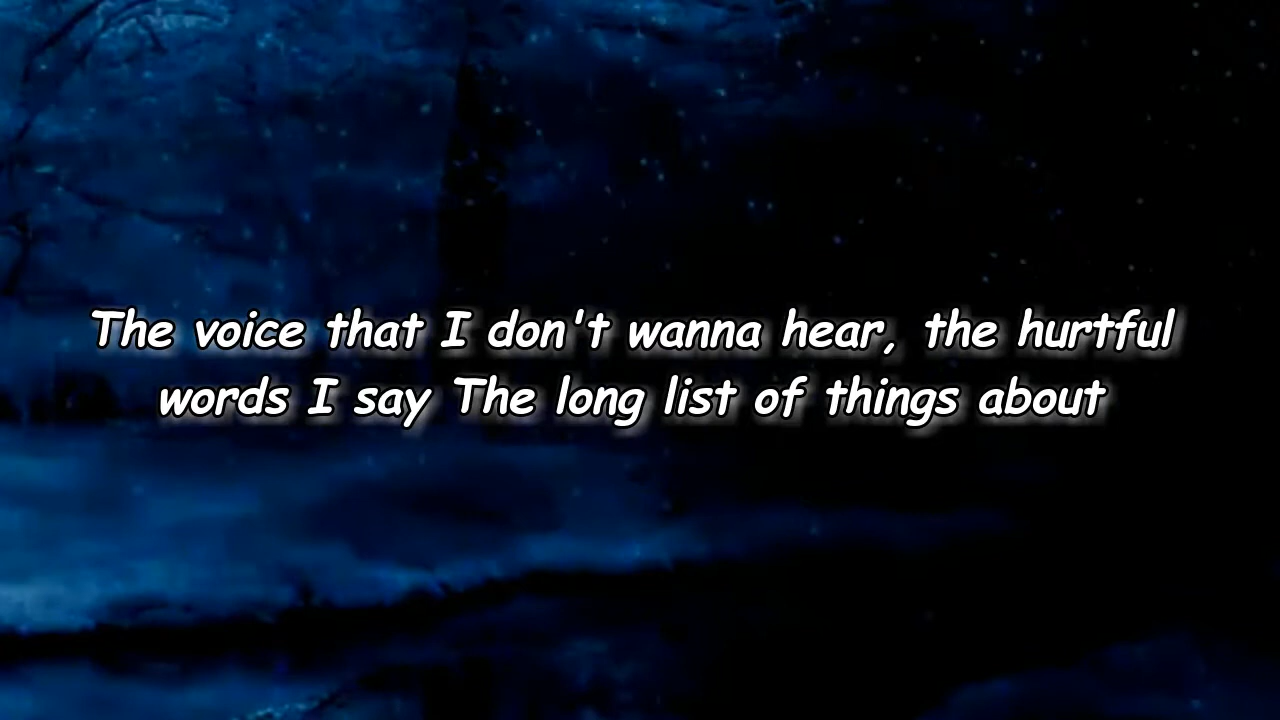 The voice that I don't wanna hear, the hurtful
words I say The long list of things about